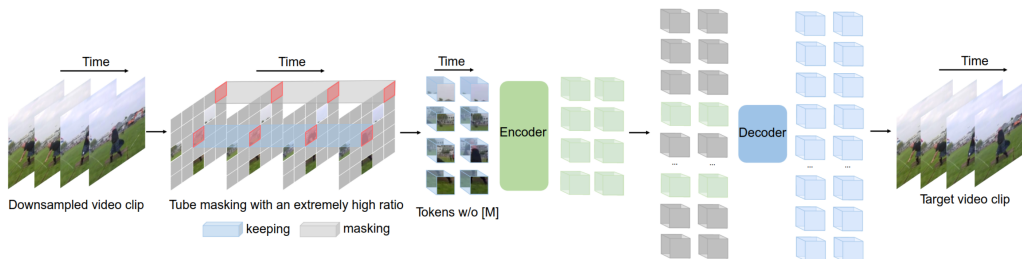 Time
Time
Time
Encoder
Decoder
...
...
...
...
Time
Downsampled video clip
Tube masking with an extremely high ratio
Tokens w/o [M]
Target video clip
keeping
masking